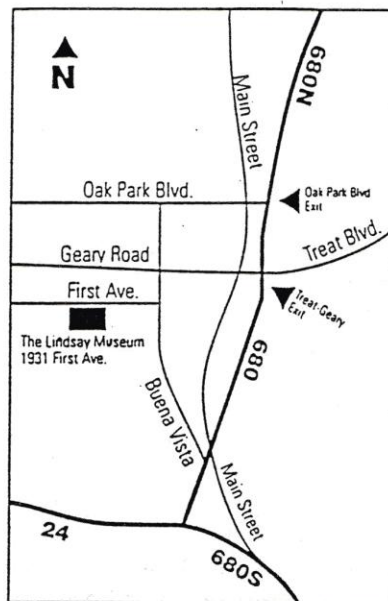 N
Main Street
680N
Oak Park Blvd.
Oak Park Blvd
Exit
Geary Road
Treat Blvd.
First Ave.
Treat-Geary
Exit
The Lindsay Museum
1931 First Ave.
680
Buena Vista
Main Street
24
680S